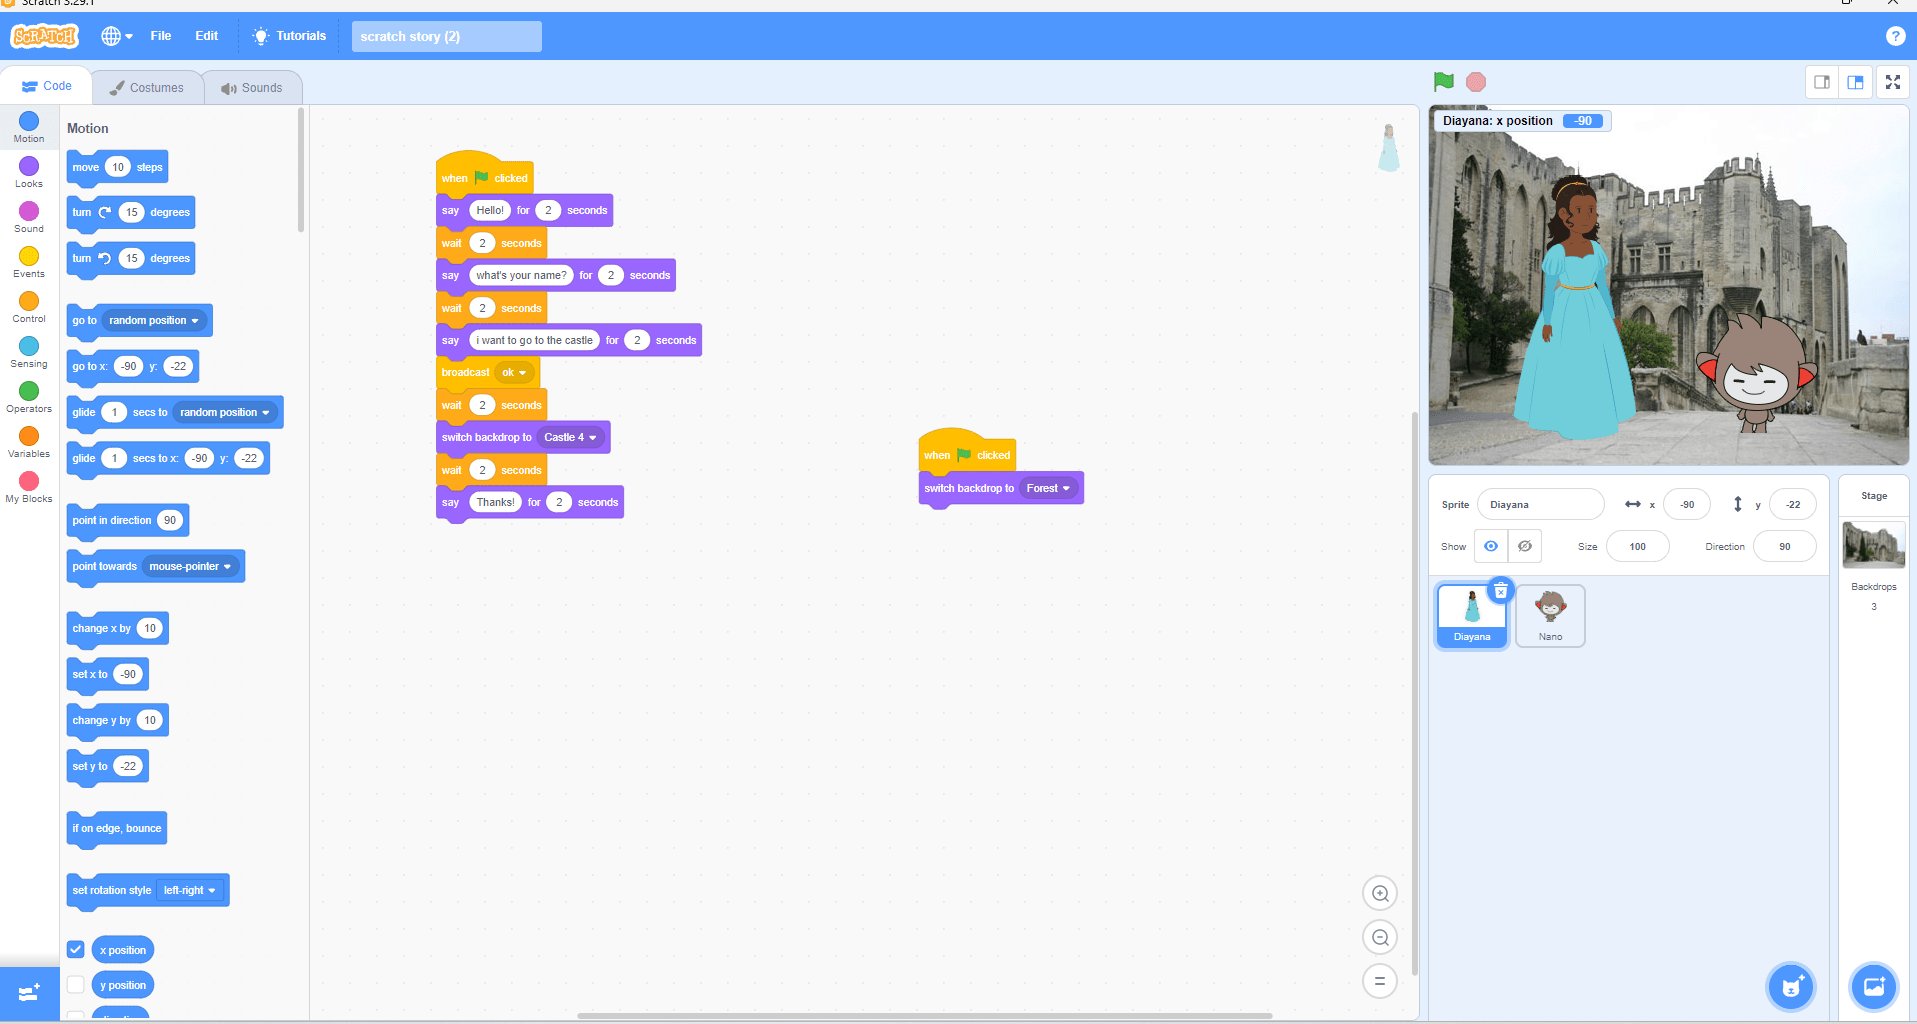 Scratch 3.29.1
SCRATCH File Edit Tutorials scratch story (2) ?
Code Costumes Sounds
Motion
Looks
Sound
Events
Control
Sensing
Operators
Variables
My Blocks
Motion
move 10 steps
turn 15 degrees
turn 15 degrees
go to random position
go to x: -90 y: -22
glide 1 secs to random position
glide 1 secs to x: -90 y: -22
point in direction 90
point towards mouse-pointer
change x by 10
set x to -90
change y by 10
set y to -22
if on edge, bounce
set rotation style left-right
x position
y position
when clicked
say Hello! for 2 seconds
wait 2 seconds
say what's your name? for 2 seconds
wait 2 seconds
say i want to go to the castle for 2 seconds
broadcast ok
wait 2 seconds
switch backdrop to Castle 4
wait 2 seconds
say Thanks! for 2 seconds
when clicked
switch backdrop to Forest
Diayana: x position -90
Sprite Diayana x -90 y -22
Show Size 100 Direction 90
Diayana
Nano
Stage
Backdrops
3